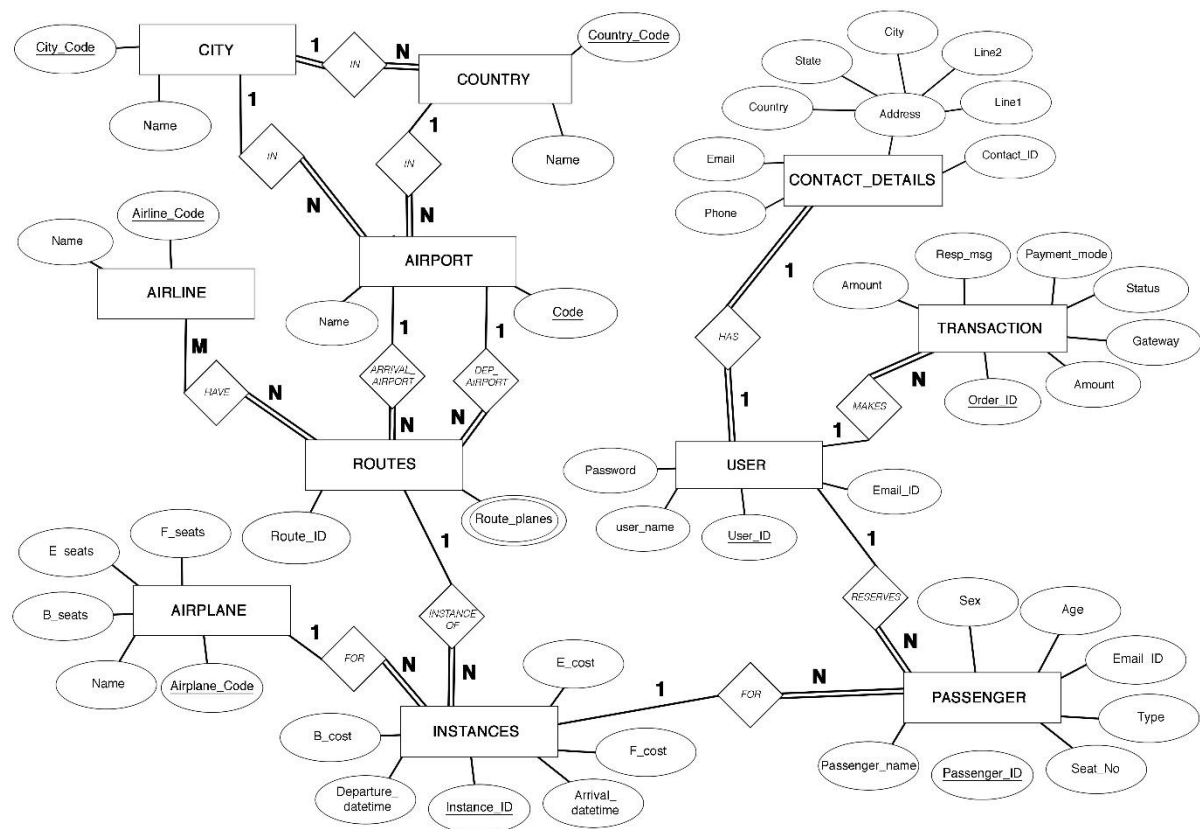 City_Code
CITY
1
IN
N
Country_Code
COUNTRY
Name
1
1
Name
IN
IN
N
N
City
State
Line2
Country
Address
Line1
Email
Contact_ID
CONTACT_DETAILS
Phone
1
Airline_Code
Name
AIRLINE
AIRPORT
Name
Code
M
1
1
HAVE
N
ARRIVAL_
AIRPORT
DEP_
AIRPORT
N
N
Resp_msg
Payment_mode
Amount
Status
TRANSACTION
Gateway
Order_ID
Amount
HAS
N
MAKES
1
1
ROUTES
Route_ID
Route_planes
USER
Password
Email_ID
user_name
User_ID
1
1
F_seats
E_seats
AIRPLANE
B_seats
Name
Airplane_Code
1
FOR
N
INSTANCE
OF
N
RESERVES
N
Sex
Age
Email_ID
PASSENGER
Type
Passenger_name
Passenger_ID
Seat_No
E_cost
1
FOR
N
INSTANCES
B_cost
F_cost
Departure_
datetime
Instance_ID
Arrival_
datetime